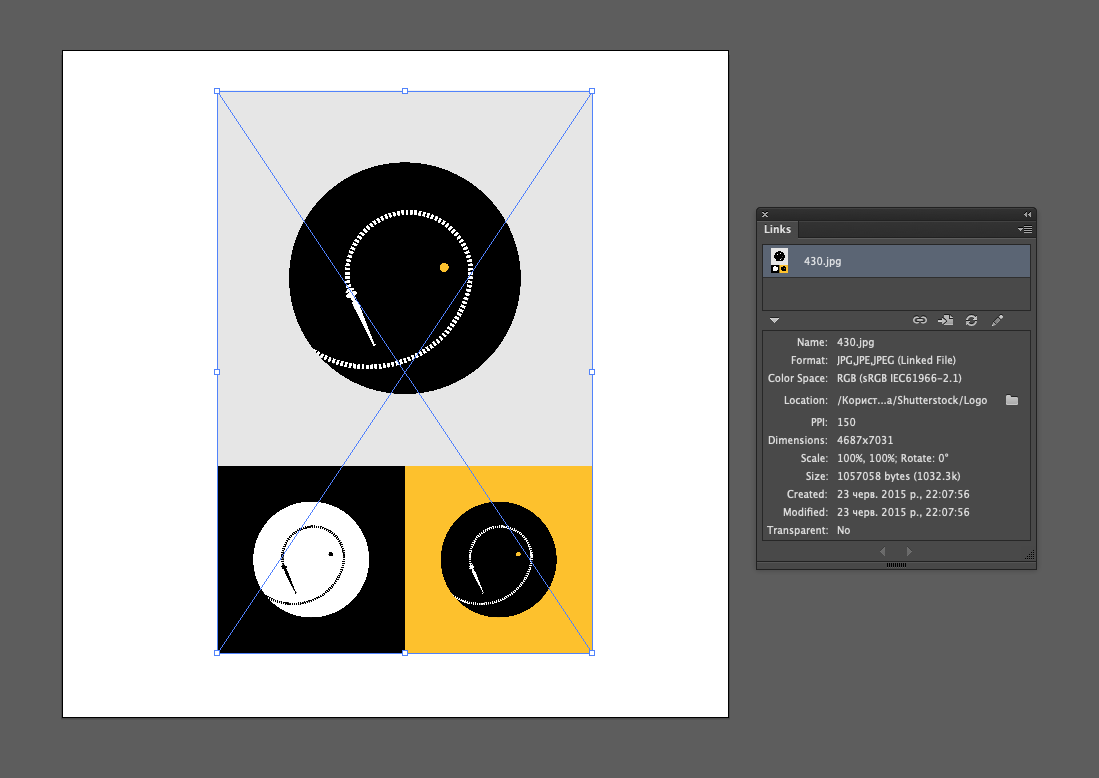 Links
430.jpg
Name: 430.jpg
Format: JPG,JPE,JPEG (Linked File)
Color Space: RGB (sRGB IEC61966-2.1)
Location: /Корист...a/Shutterstock/Logo
PPI: 150
Dimensions: 4687x7031
Scale: 100%, 100%; Rotate: 0°
Size: 1057058 bytes (1032.3k)
Created: 23 черв. 2015 р., 22:07:56
Modified: 23 черв. 2015 р., 22:07:56
Transparent: No